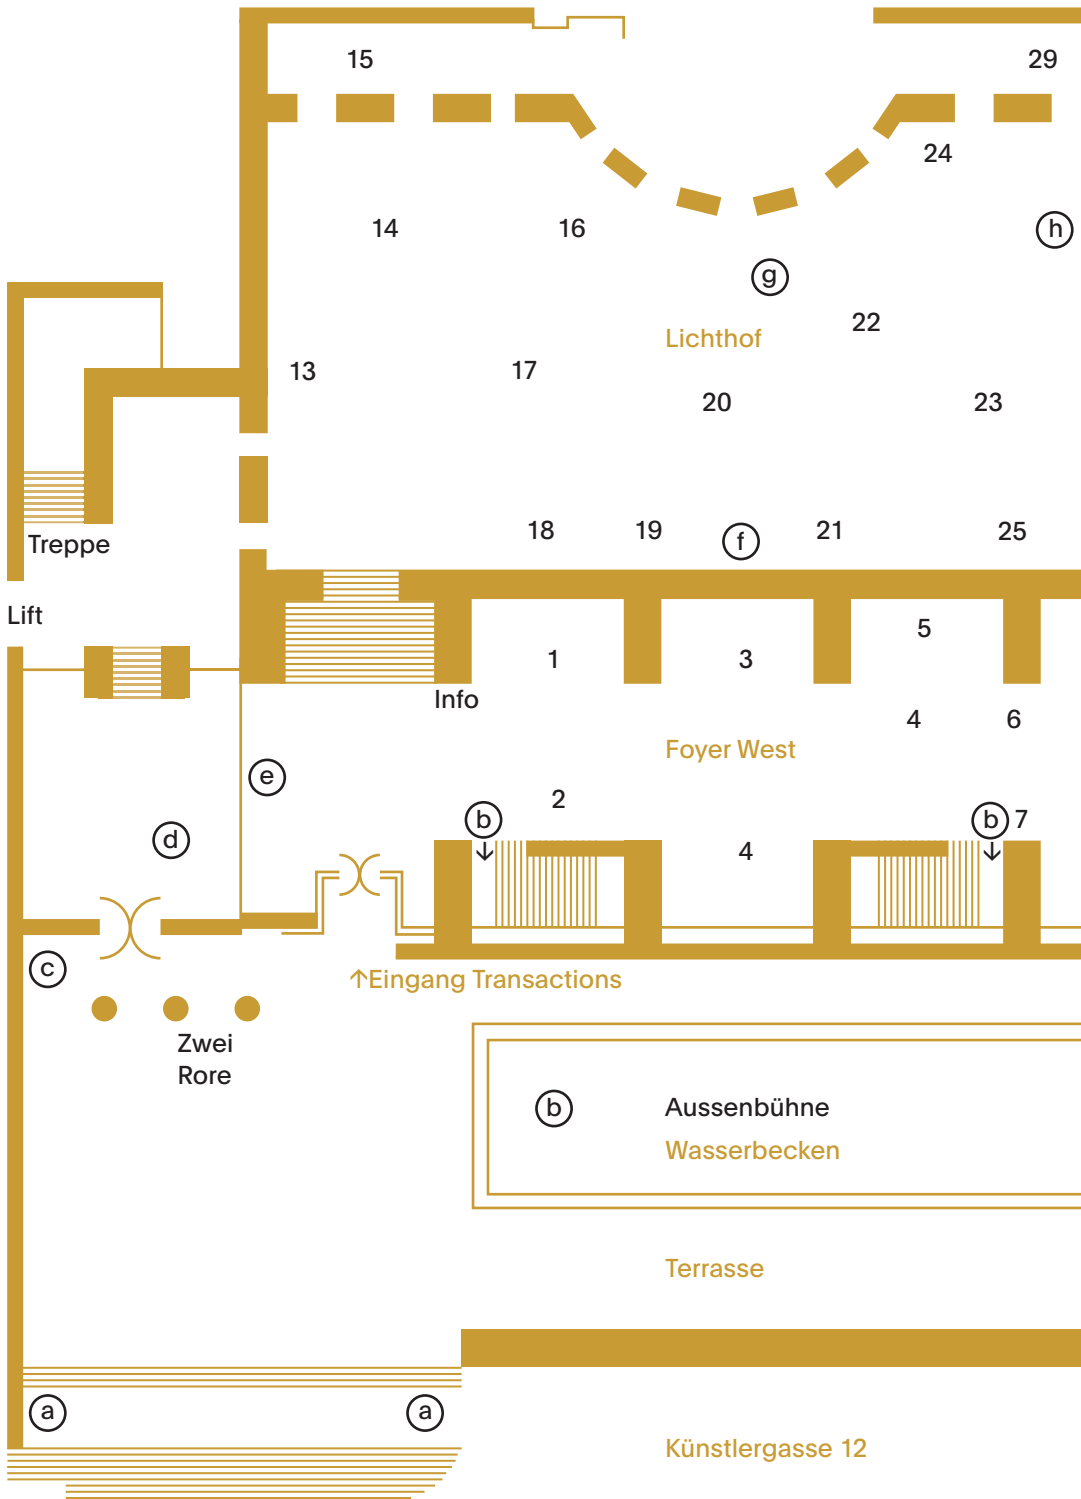 15
29
24
14
16
h
g
22
Lichthof
13
17
20
23
18
19
f
21
25
Treppe
Lift
5
1
3
Info
4
6
Foyer West
e
2
b
b
7
d
↓
4
↓
c
↑Eingang Transactions
Zwei
Rore
b
Aussenbühne
Wasserbecken
Terrasse
a
a
Künstlergasse 12